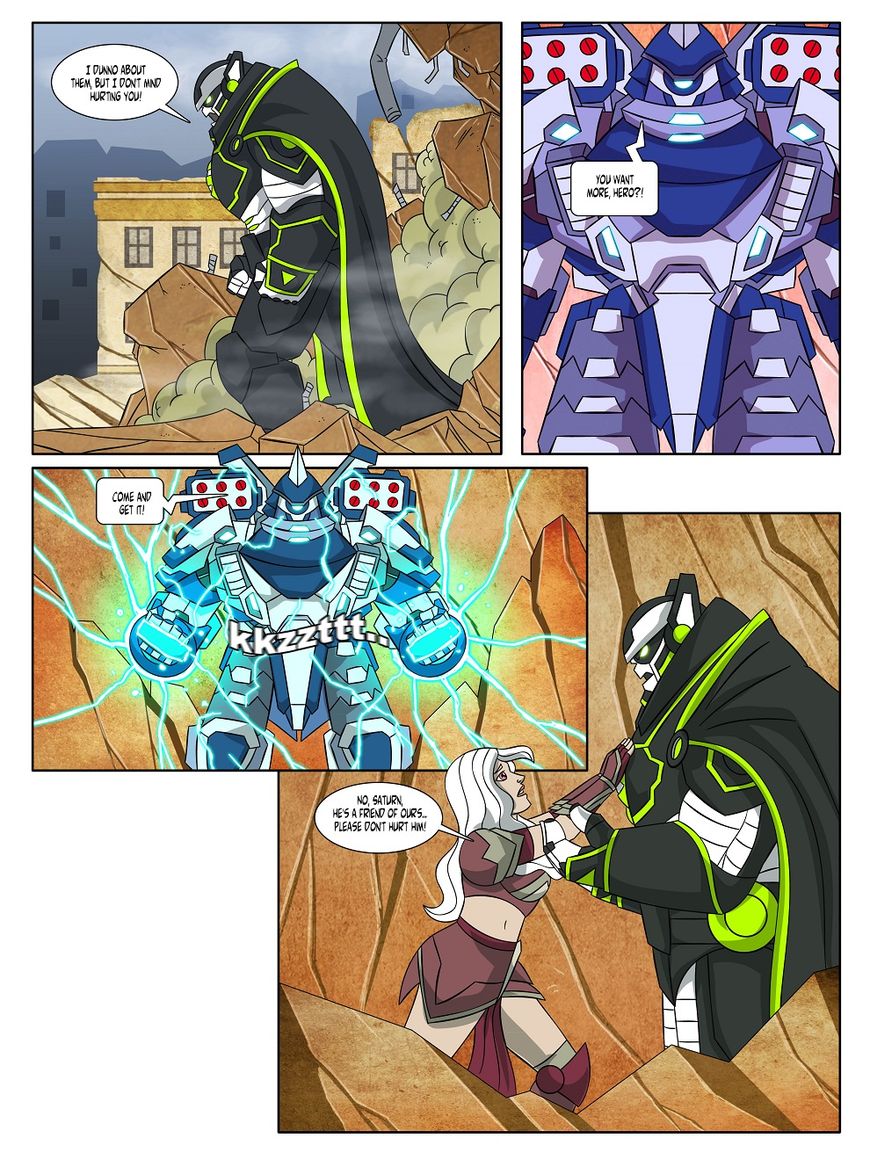 I DUNNO ABOUT
THEM, BUT I DON'T MIND
HURTING YOU!
YOU WANT
MORE, HERO?!
COME AND
GET IT!
kkzzttt..
NO, SATURN,
HE'S A FRIEND OF OURS...
PLEASE DON'T HURT HIM!